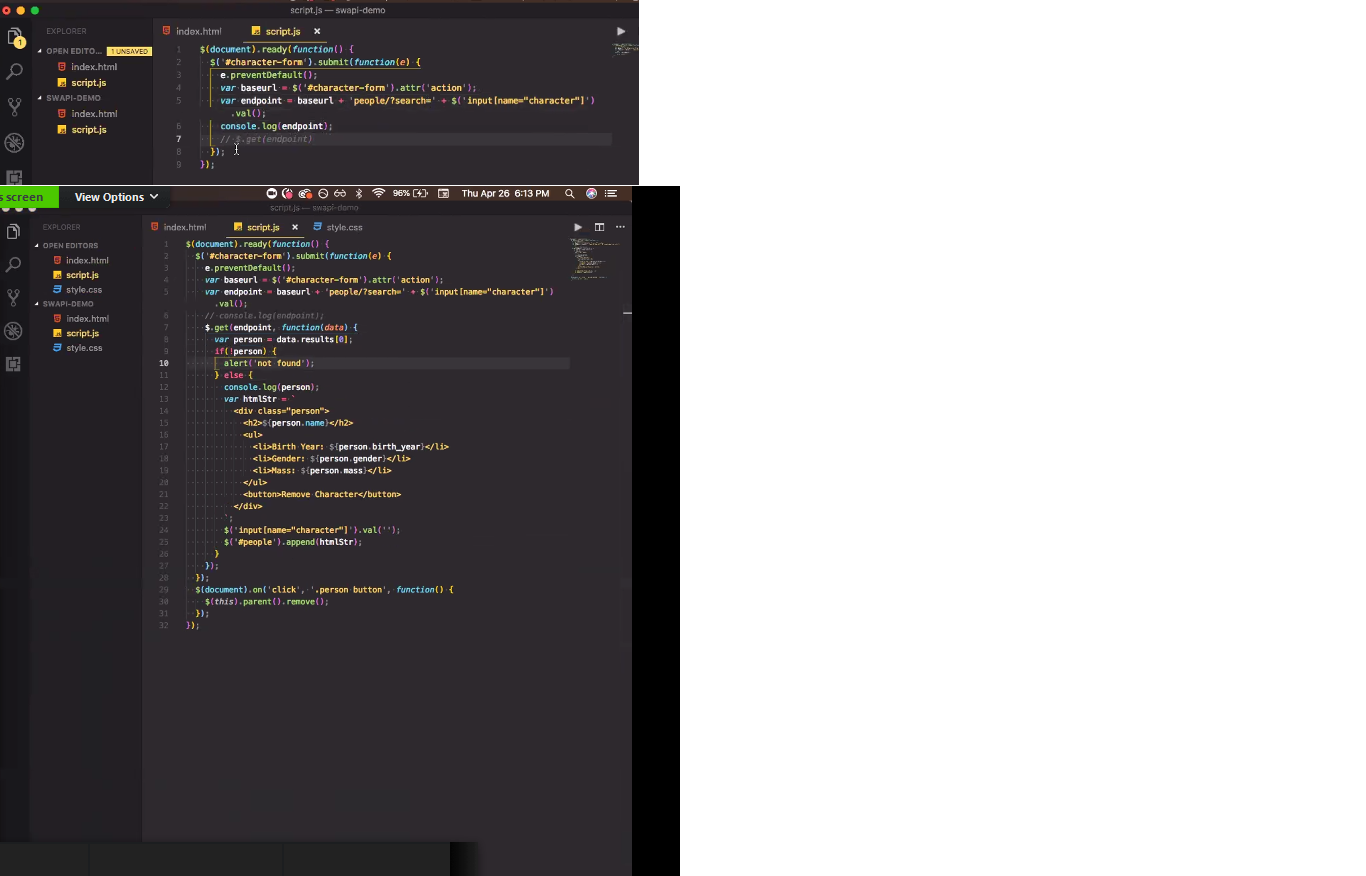 script.js — swapi-demo
EXPLORER
index.html script.js ×
OPEN EDITO... 1 UNSAVED
1
index.html
script.js
SWAPI-DEMO
index.html
script.js
1 $(document).ready(function() {
2 $('#character-form').submit(function(e) {
3 e.preventDefault();
4 var baseurl = $('#character-form').attr('action');
5 var endpoint = baseurl + 'people/?search=' + $('input[name="character"]')
.val();
6 console.log(endpoint);
7 // $.get(endpoint)
8 });
9 });
s screen View Options 96% Thu Apr 26 6:13 PM
script.js — swapi-demo
EXPLORER
index.html script.js × style.css
OPEN EDITORS
index.html
script.js
style.css
SWAPI-DEMO
index.html
script.js
style.css
1 $(document).ready(function() {
2 $('#character-form').submit(function(e) {
3 e.preventDefault();
4 var baseurl = $('#character-form').attr('action');
5 var endpoint = baseurl + 'people/?search=' + $('input[name="character"]')
.val();
6 // console.log(endpoint);
7 $.get(endpoint, function(data) {
8 var person = data.results[0];
9 if(!person) {
10 alert('not found');
11 } else {
12 console.log(person);
13 var htmlStr = `
14 <div class="person">
15 <h2>${person.name}</h2>
16 <ul>
17 <li>Birth Year: ${person.birth_year}</li>
18 <li>Gender: ${person.gender}</li>
19 <li>Mass: ${person.mass}</li>
20 </ul>
21 <button>Remove Character</button>
22 </div>
23 `;
24 $('input[name="character"]').val('');
25 $('#people').append(htmlStr);
26 }
27 });
28 });
29 $(document).on('click', '.person button', function() {
30 $(this).parent().remove();
31 });
32 });